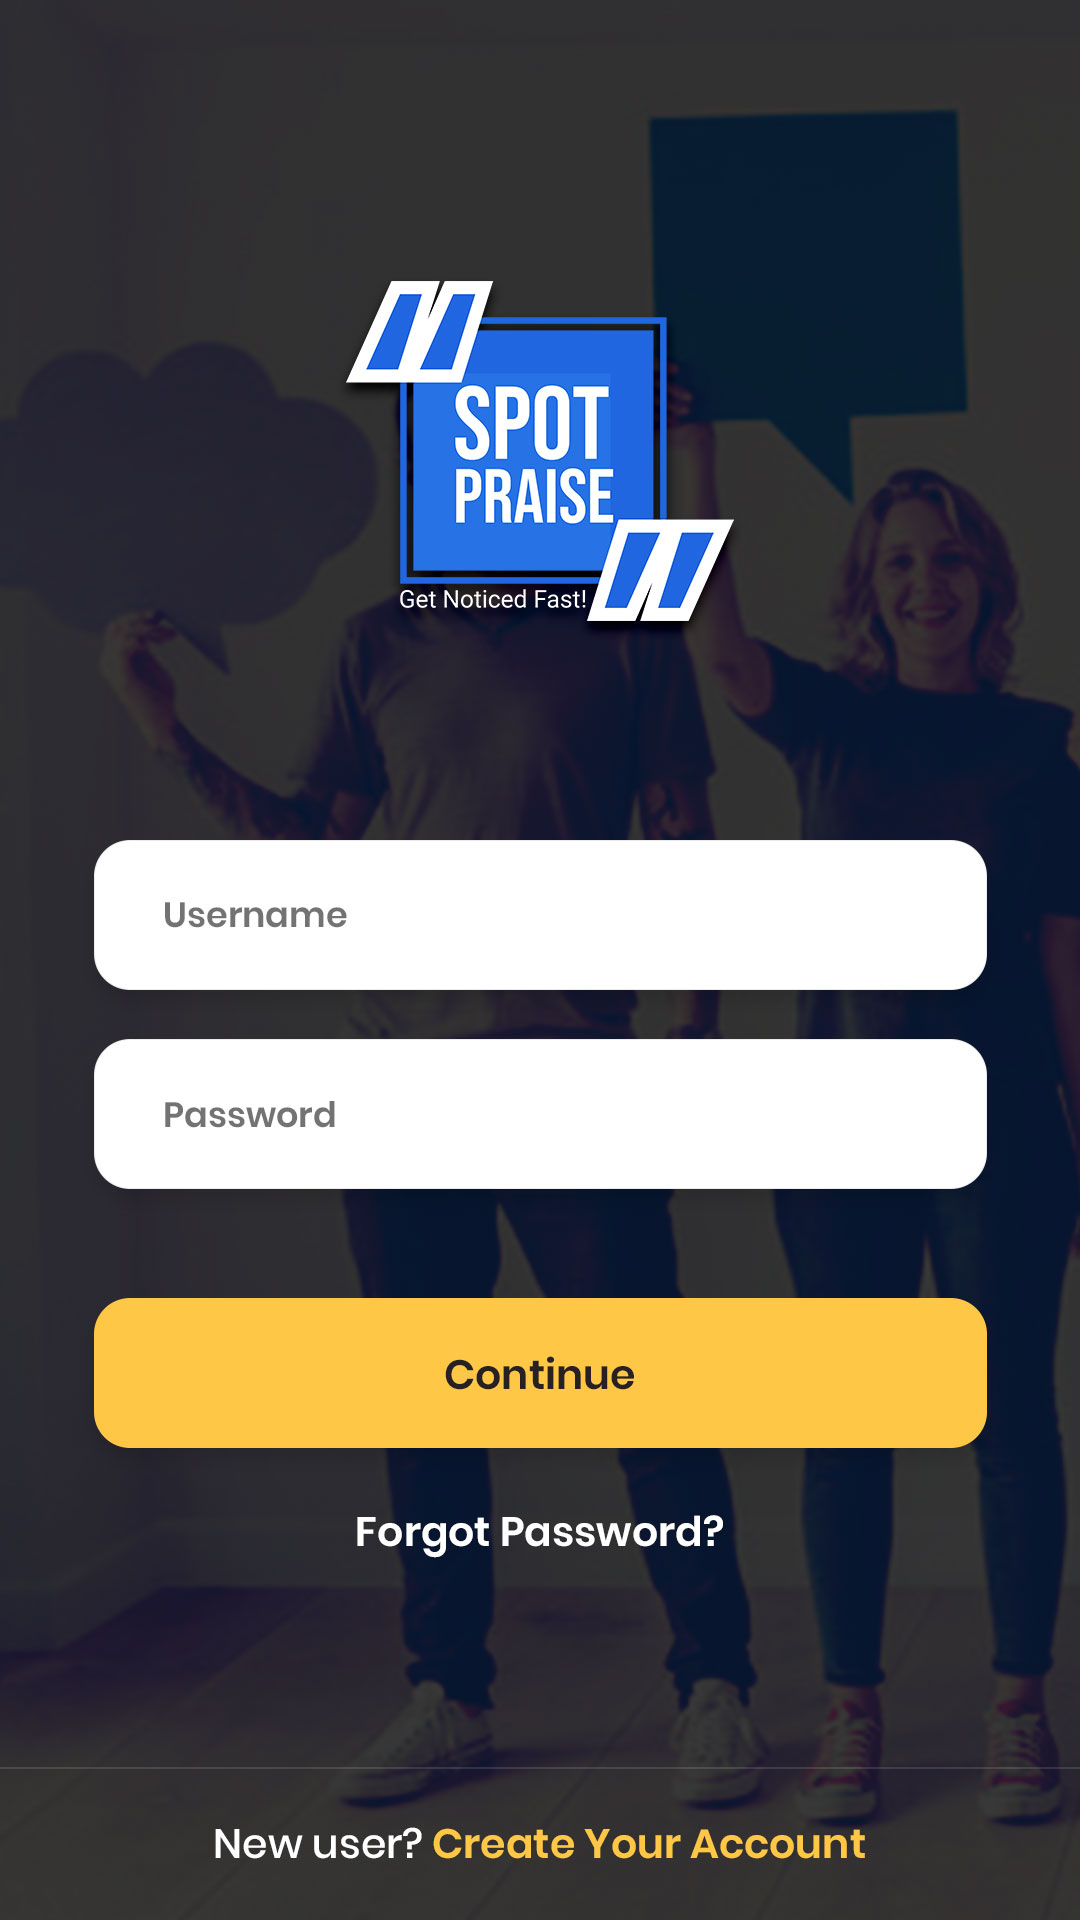 SPOT
PRAISE
Get Noticed Fast!
Username
Password
Continue
Forgot Password?
New user? Create Your Account